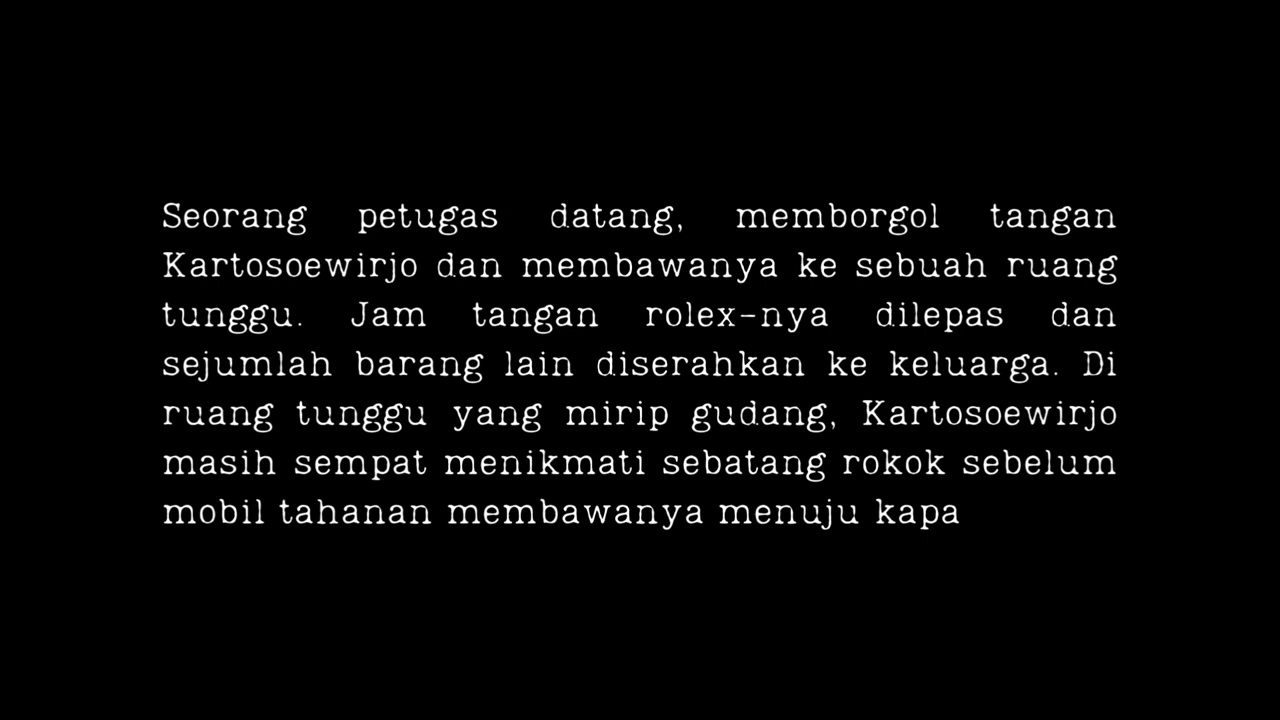 Seorang petugas datang, memborgol tangan
Kartosoewirjo dan membawanya ke sebuah ruang
tunggu. Jam tangan rolex-nya dilepas dan
sejumlah barang lain diserahkan ke keluarga. Di
ruang tunggu yang mirip gudang, Kartosoewirjo
masih sempat menikmati sebatang rokok sebelum
mobil tahanan membawanya menuju kapa